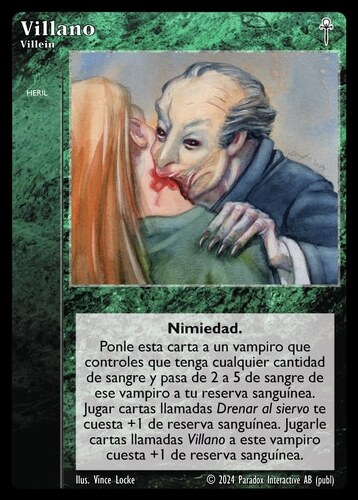 Villano
Villein
HERIL
Nimiedad.
Ponle esta carta a un vampiro que
controles que tenga cualquier cantidad
de sangre y pasa de 2 a 5 de sangre de
ese vampiro a tu reserva sanguínea.
Jugar cartas llamadas Drenar al siervo te
cuesta +1 de reserva sanguínea. Jugarle
cartas llamadas Villano a este vampiro
cuesta +1 de reserva sanguínea.
Ilus. Vince Locke © 2024 Paradox Interactive AB (publ)